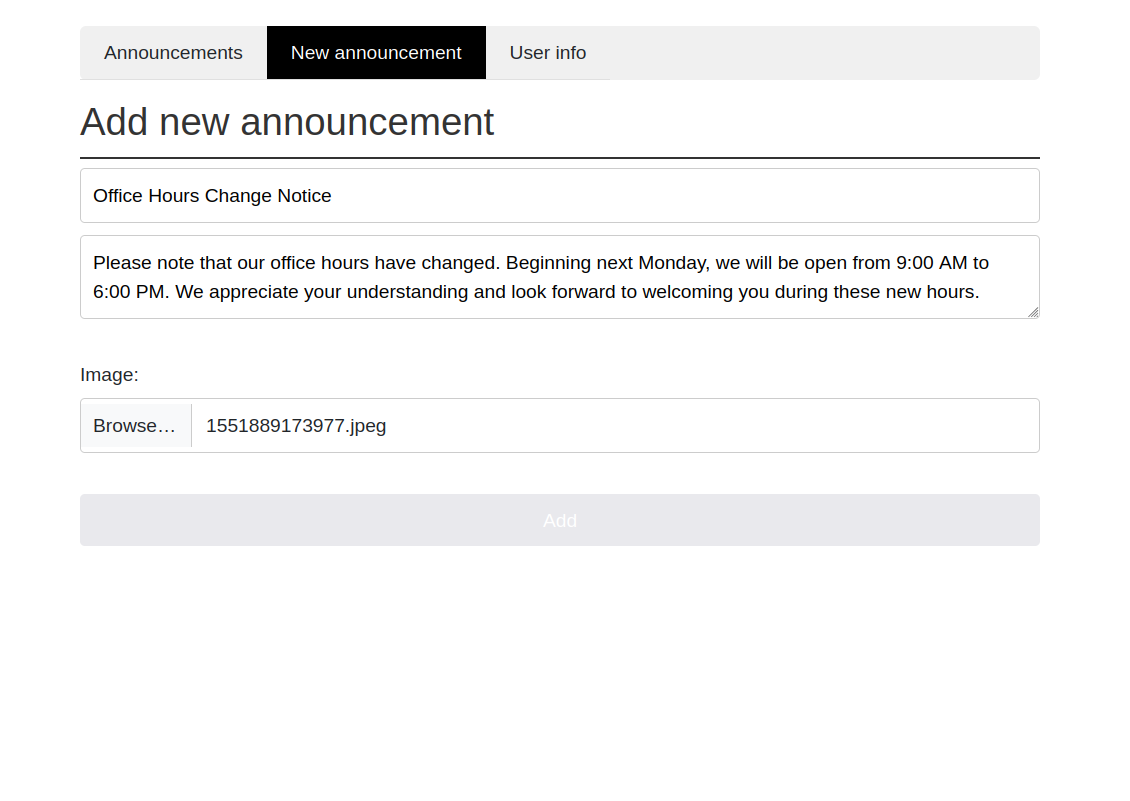 Announcements New announcement User info
Add new announcement
Office Hours Change Notice
Please note that our office hours have changed. Beginning next Monday, we will be open from 9:00 AM to
6:00 PM. We appreciate your understanding and look forward to welcoming you during these new hours.
Image:
Browse… 1551889173977.jpeg
Add